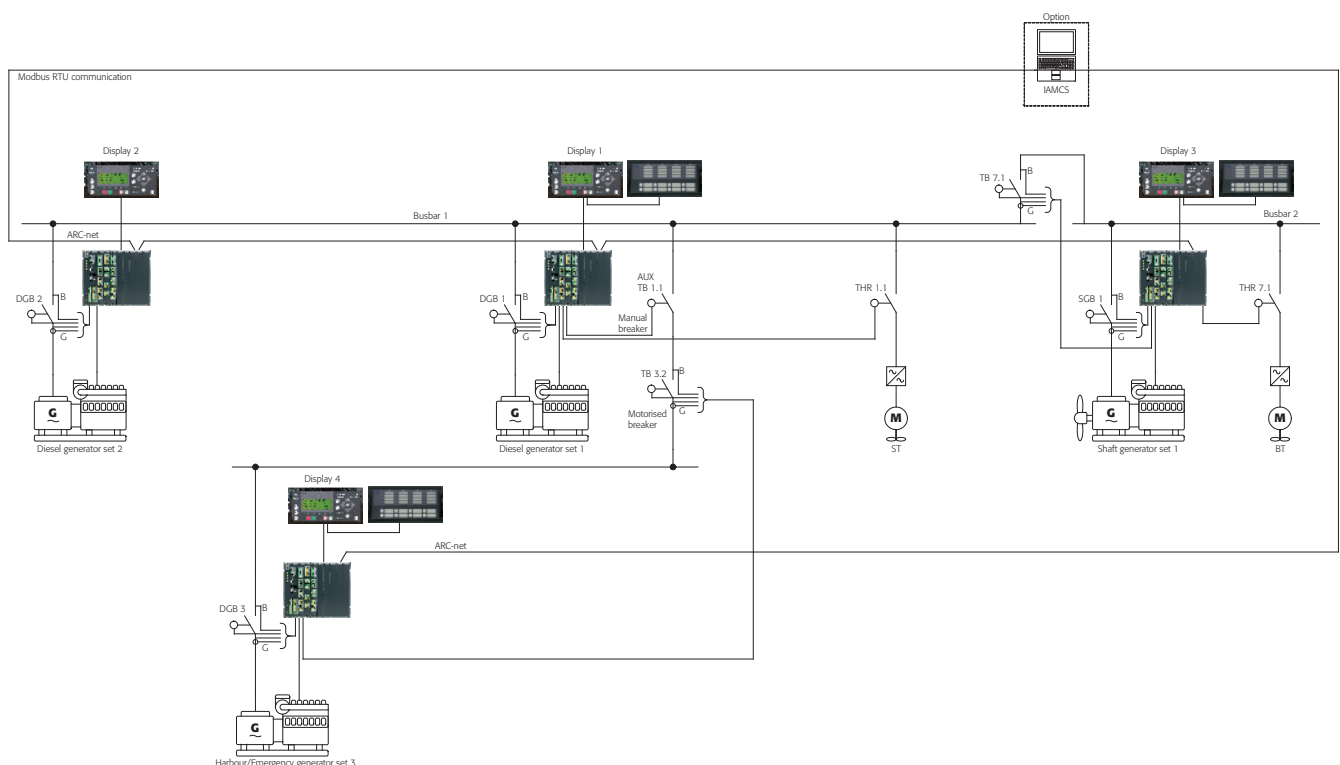 Option
Modbus RTU communication
IAMCS
Display 2
Display 1
Display 3
TB 7.1
B
G
Busbar 1
Busbar 2
ARC-net
AUX
TB 1.1
DGB 2
B
G
DGB 1
B
G
Manual
breaker
THR 1.1
SGB 1
B
G
THR 7.1
TB 3.2
B
G
Motorised
breaker
G
G
M
G
M
Diesel generator set 2
Diesel generator set 1
ST
Shaft generator set 1
BT
Display 4
ARC-net
DGB 3
B
G
G
Harbour/Emergency generator set 3